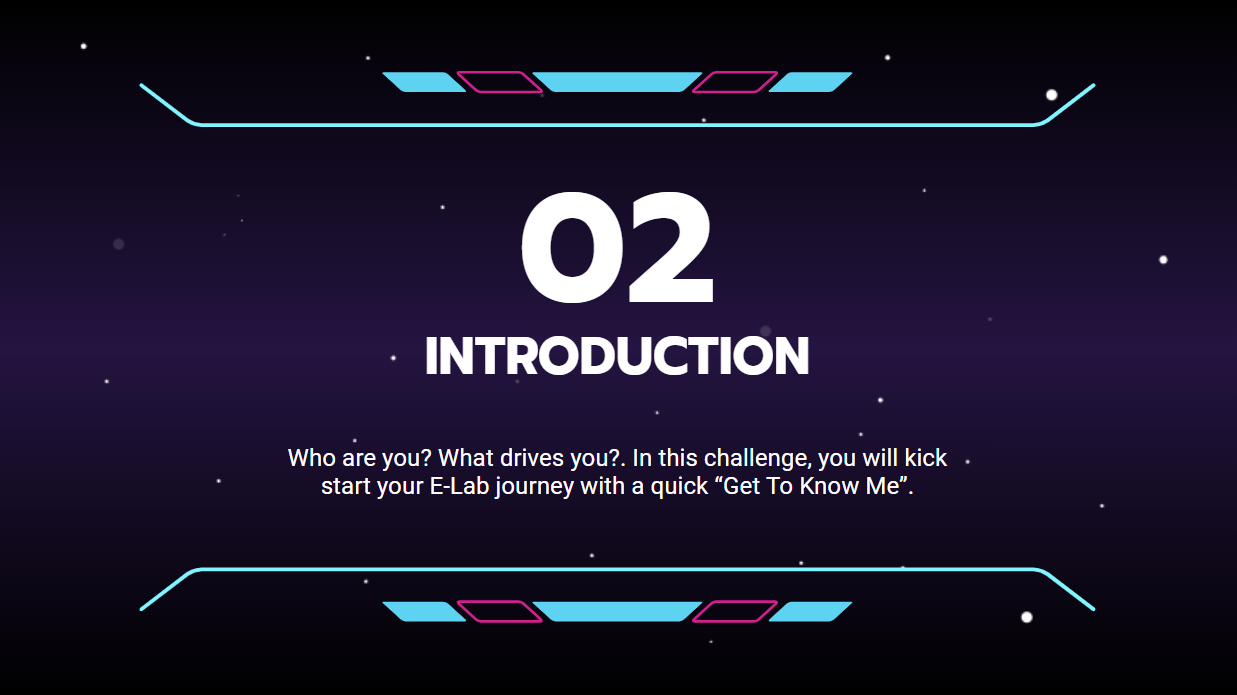 02
INTRODUCTION
Who are you? What drives you?. In this challenge, you will kick
start your E-Lab journey with a quick “Get To Know Me”.